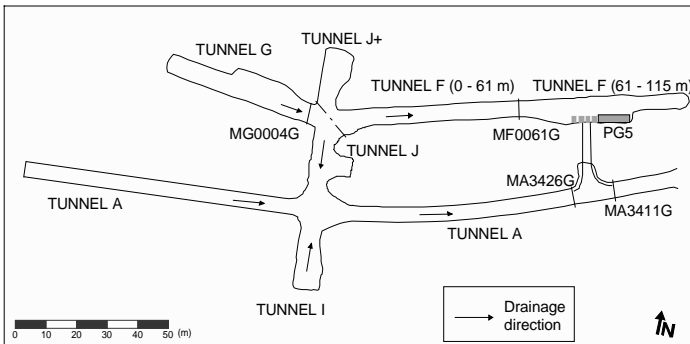 TUNNEL J+
TUNNEL G
TUNNEL F (0 - 61 m)
TUNNEL F (61 - 115 m)
MG0004G
MF0061G
PG5
TUNNEL J
MA3426G
MA3411G
TUNNEL A
TUNNEL A
TUNNEL I
Drainage
direction
0 10 20 30 40 50 (m)
N